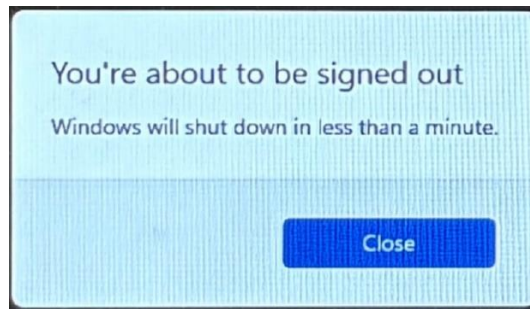 You're about to be signed out
Windows will shut down in less than a minute.
Close